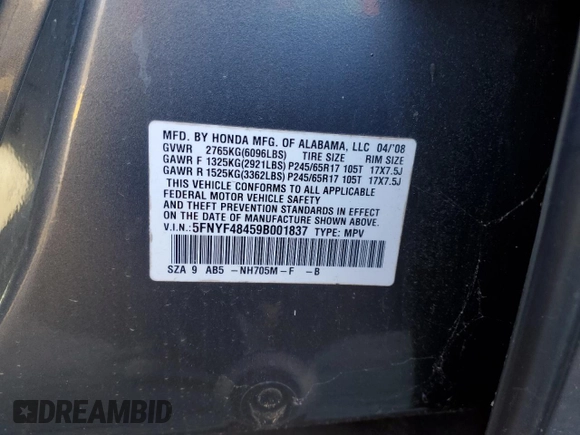 MFD. BY HONDA MFG. OF ALABAMA, LLC 04/'08
GVWR 2765KG(6096LBS) TIRE SIZE RIM SIZE
GAWR F 1325KG(2921LBS) P245/65R17 105T 17X7.5J
GAWR R 1525KG(3362LBS) P245/65R17 105T 17X7.5J
THIS VEHICLE CONFORMS TO ALL APPLICABLE
FEDERAL MOTOR VEHICLE SAFETY
AND THEFT PREVENTION STANDARDS IN EFFECT
ON THE DATE OF MANUFACTURE SHOWN ABOVE.
V.I.N.: 5FNYF48459B001837 TYPE: MPV
SZA 9 AB5 -NH705M-F -B
DREAMBID